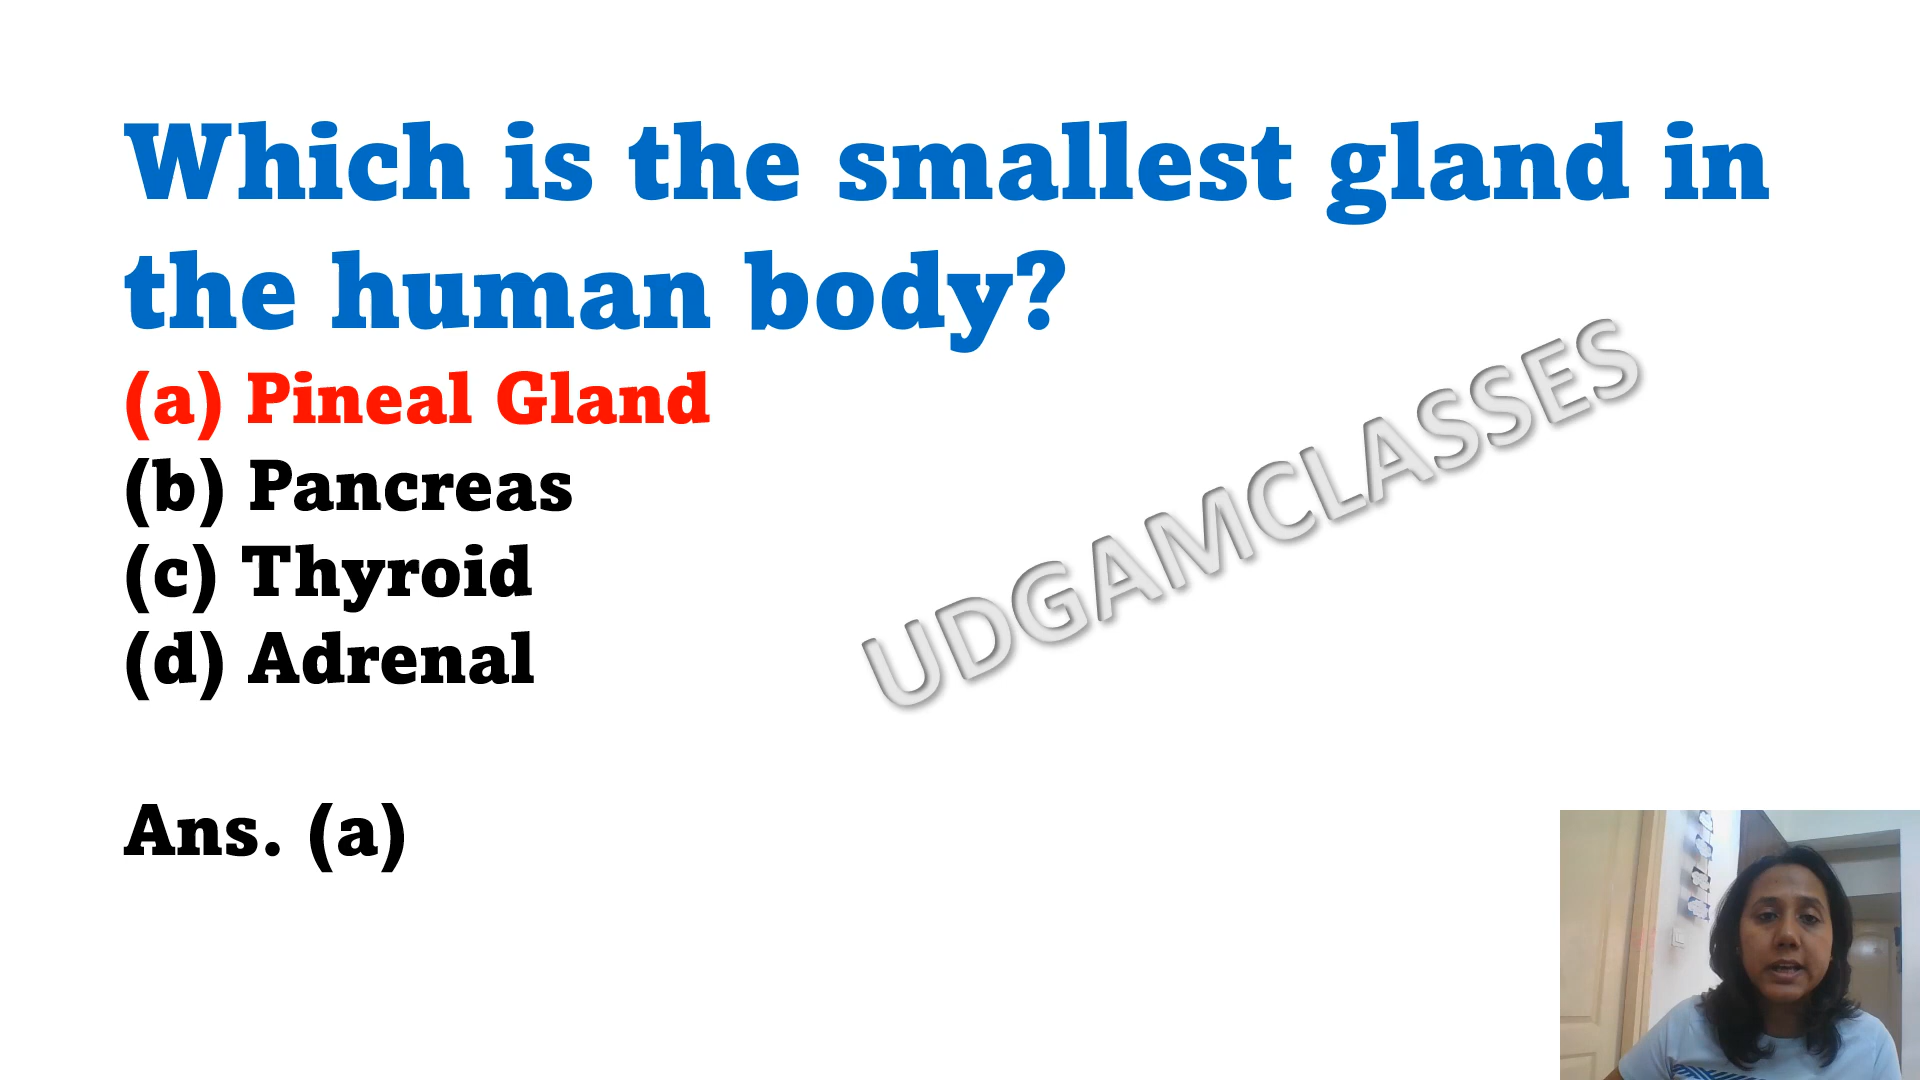 Which is the smallest gland in
the human body?
(a) Pineal Gland
(b) Pancreas
(c) Thyroid
(d) Adrenal
UDGAMCLASSES
Ans. (a)